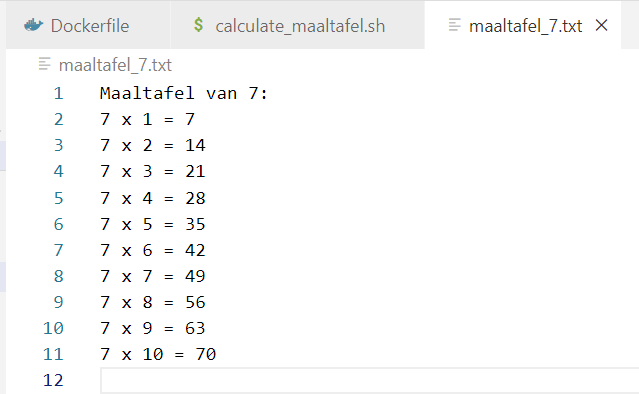 Dockerfile
$ calculate_maaltafel.sh
maaltafel_7.txt ×
maaltafel_7.txt
1 Maaltafel van 7:
2 7 x 1 = 7
3 7 x 2 = 14
4 7 x 3 = 21
5 7 x 4 = 28
6 7 x 5 = 35
7 7 x 6 = 42
8 7 x 7 = 49
9 7 x 8 = 56
10 7 x 9 = 63
11 7 x 10 = 70
12